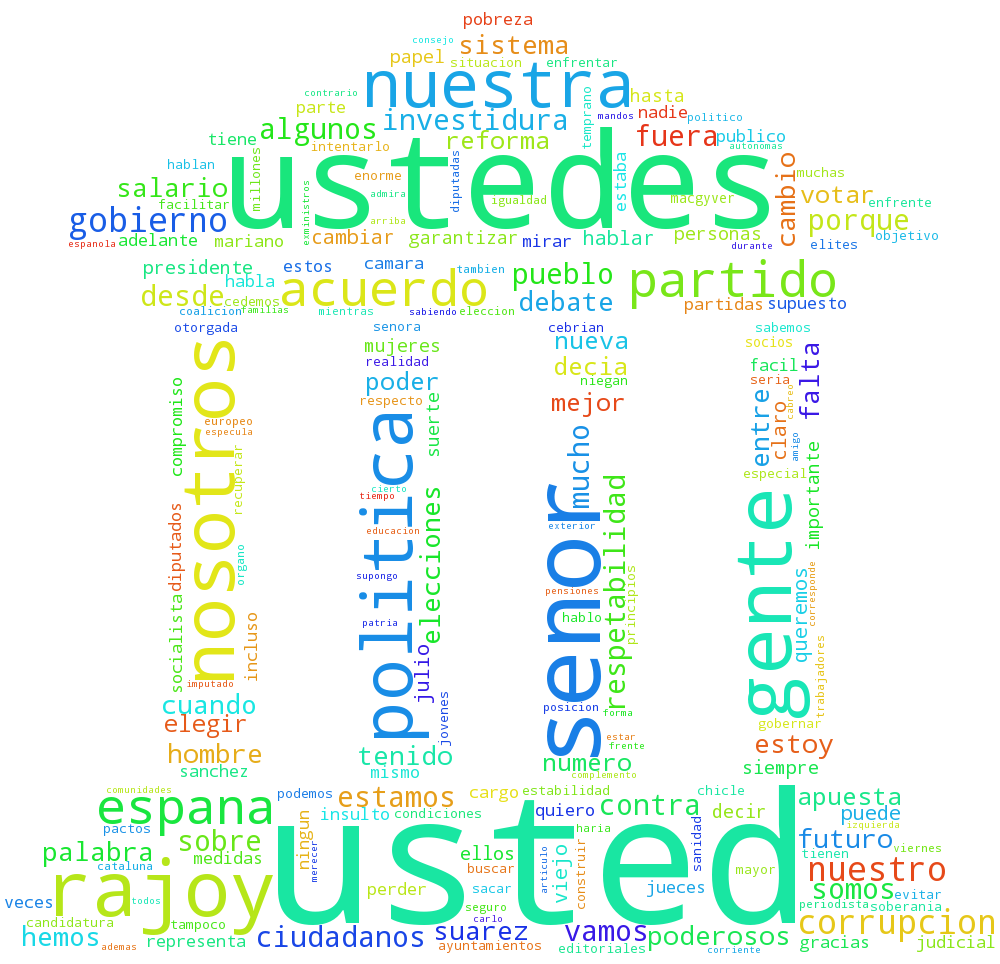 pobreza
consejo
sistema
papel
situacion
enfrentar
nuestra
contrario
hasta
parte
temprano
mandos
nadie
politico
investidura
algunos
fuera
publico
tiene
reforma
autonomas
intentarlo
ustedes
hablan
millones
enorme
diputadas
estaba
cambio
muchas
salario
facilitar
exministros
admira
igualdad
macgyver
votar
enfrente
gobierno
arriba
porque
espanola
adelante
mariano
cambiar
garantizar
mirar
hablar
personas
durante
elites
objetivo
presidente
estos
camara
tambien
pueblo
partido
habla
desde
cedemos
acuerdo
debate
partidas
supuesto
coalicion
familias
mientras
sabiendo
eleccion
otorgada
senora
cebrian
sabemos
nosotros
mujeres
nueva
socios
falta
realidad
decia
facil
compromiso
poder
niegan
seria
respecto
suerte
mejor
entre
claro
cabreo
europeo
especula
politica
mucho
amigo
recuperar
importante
cierto
senor
respetabilidad
especial
tiempo
elecciones
gente
diputados
exterior
educacion
organo
queremos
corresponde
supongo
pensiones
principios
socialista
incluso
patria
hablo
trabajadores
julio
imputado
jovenes
posicion
forma
cuando
gobernar
elegir
estar
estoy
hombre
tenido
frente
numero
sanchez
mismo
complemento
siempre
comunidades
podemos
estamos
cargo
estabilidad
chicle
usted
apuesta
espana
insulto
condiciones
quiero
contra
decir
puede
pactos
ningun
haria
sanidad
futuro
izquierda
sobre
viernes
palabra
medidas
merecer
ellos
articulo
viejo
construir
tienen
cataluna
buscar
mayor
nuestro
rajoy
perder
sacar
jueces
somos
evitar
veces
todos
seguro
periodista
soberania
candidatura
tampoco
carlo
corrupcion
hemos
ademas
representa
ciudadanos
suarez
vamos
poderosos
gracias
judicial
ayuntamientos
editoriales
corriente